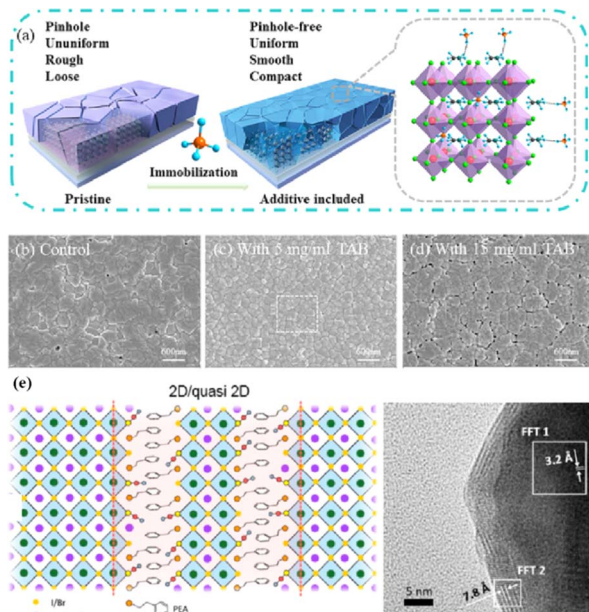 (a)
Pinhole
Ununiform
Rough
Loose
Pinhole-free
Uniform
Smooth
Compact
Immobilization
Pristine
Additive included
(b) Control
600nm
(c) With 5 mg/ml TAB
600nm
(d) With 15 mg/ml TAB
600nm
(e)
2D/quasi 2D
I/Br
PEA
FFT 1
3.2 Å
FFT 2
7.8 Å
5 nm